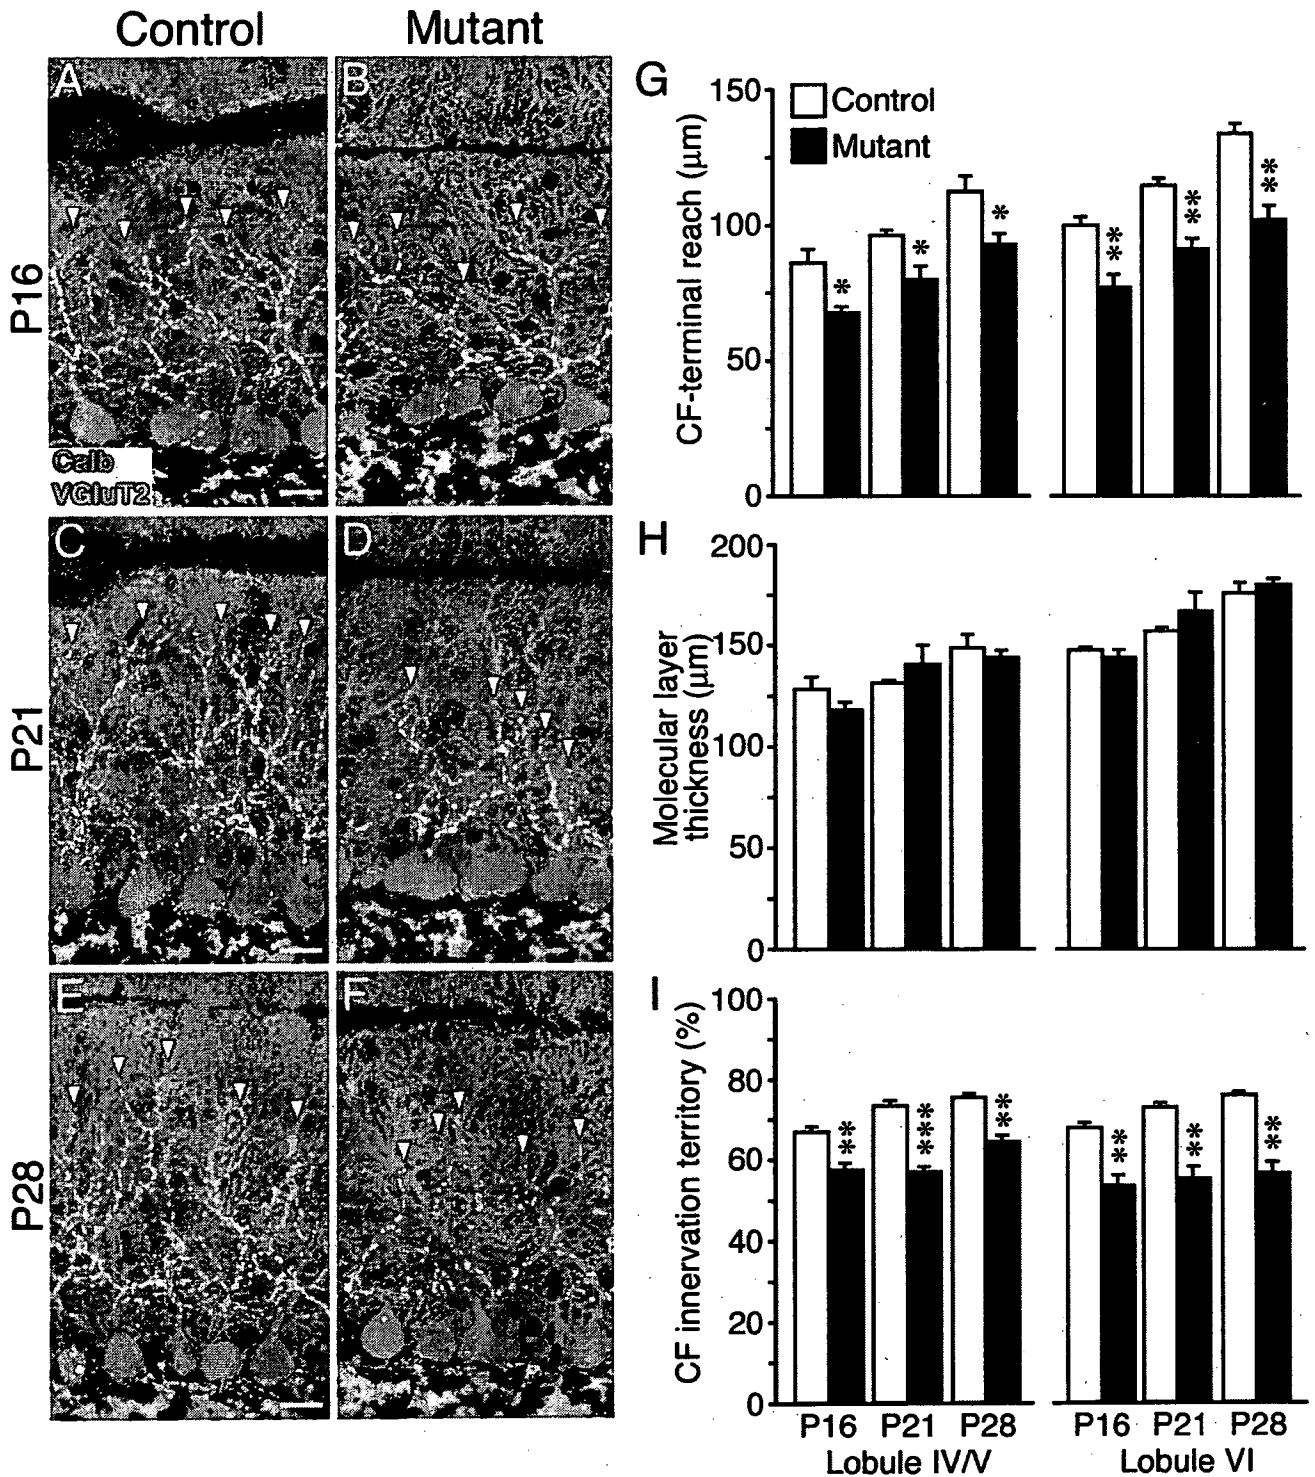 Control
Mutant
A
B
P16
Calb
VGluT2
C
D
P21
E
F
P28
G
CF-terminal reach (μm)
150
100
50
0
Control
Mutant
*
*
*
**
**
**
H
Molecular layer
thickness (μm)
200
150
100
50
0
I
CF innervation territory (%)
100
80
60
40
20
0
**
***
**
**
**
**
P16 P21 P28
P16 P21 P28
Lobule IV/V
Lobule VI